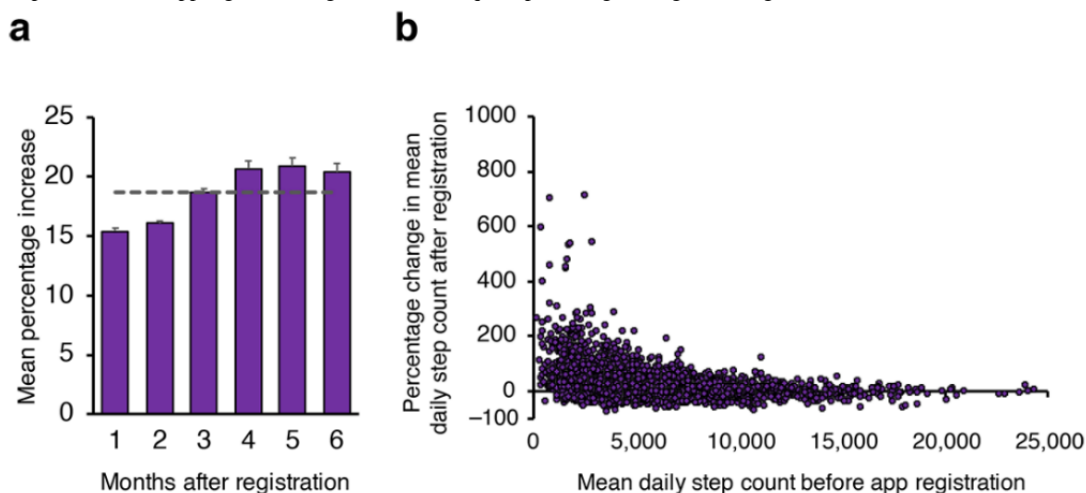 a
b
Mean percentage increase
25
20
15
10
5
0
1 2 3 4 5 6
Months after registration
Percentage change in mean
daily step count after registration
1000
800
600
400
200
0
−100
0 5,000 10,000 15,000 20,000 25,000
Mean daily step count before app registration